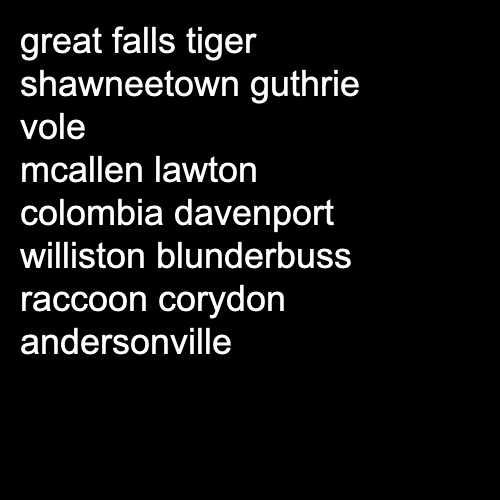 great falls tiger
shawneetown guthrie
vole
mcallen lawton
colombia davenport
williston blunderbuss
raccoon corydon
andersonville